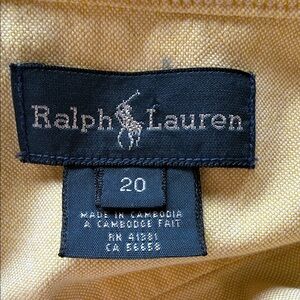 Ralph Lauren
20
MADE IN CAMBODIA
A CAMBODGE FAIT
RN 41381
CA 56658